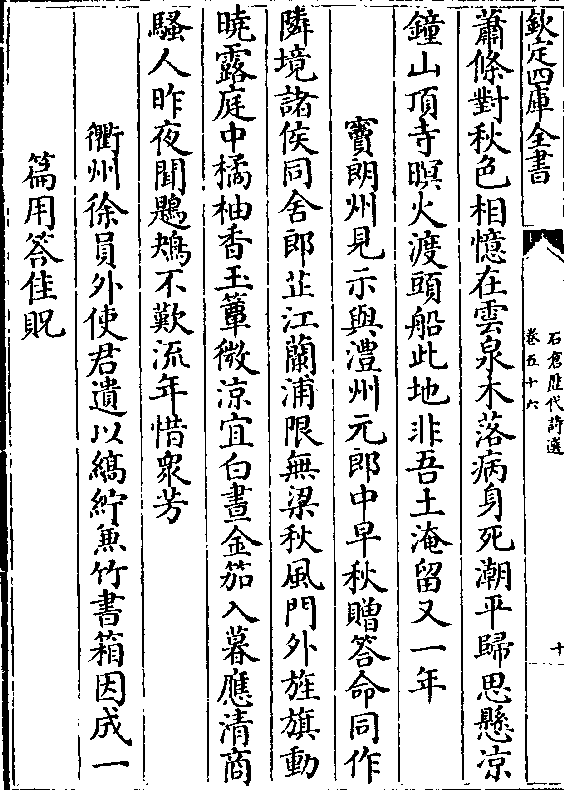 欽定四庫全書
石倉歴代詩選
卷五十六
十
蕭條對秋色相憶在雲泉木落病身死潮平歸思懸凉
鐘山頂寺暝火渡頭船此地非吾土淹留又一年
竇朗州見示與澧州元郎中早秋贈答命同作
隣境諸侯同舍郎芷江蘭浦限無梁秋風門外旌旗動
曉露庭中橘柚香玉簟微凉宜白晝金笳入暮應清商
騷人昨夜聞鶗鴂不歎流年惜衆芳
衢州徐員外使君遺以縞紵兼竹書箱因成一
篇用答佳貺